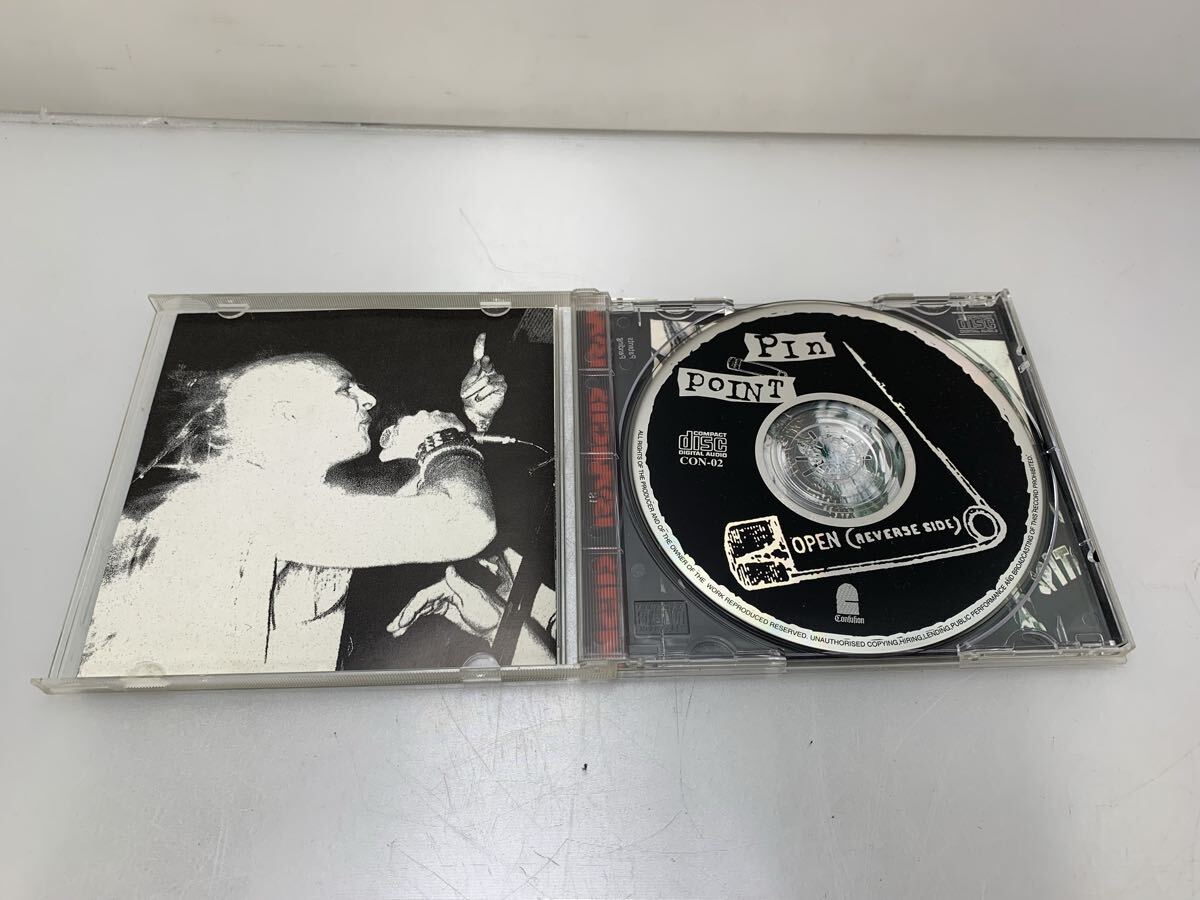 PIn
POINT
COMPACT
disc
DIGITAL AUDIO
CON-02
OPEN (REVERSE SIDE)
Confusion
ALL RIGHTS OF THE PRODUCER AND OF THE OWNER OF THE WORK REPRODUCED RESERVED. UNAUTHORISED COPYING, HIRING, LENDING, PUBLIC PERFORMANCE AND BROADCASTING OF THIS RECORD PROHIBITED.